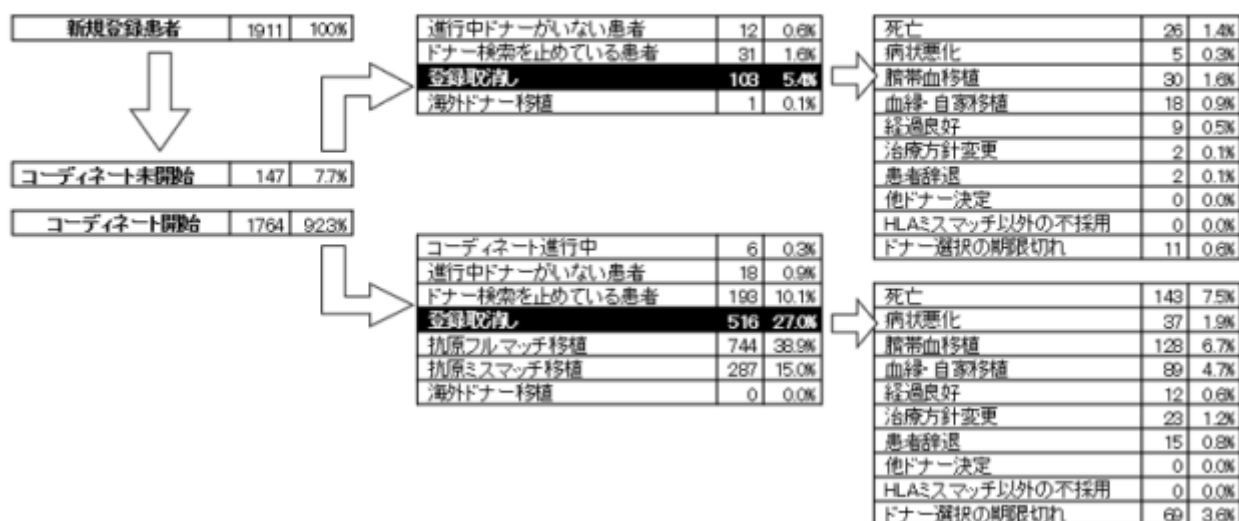 新規登録患者 1911 100%
コーディネート未開始 147 7.7%
コーディネート開始 1764 92.3%
進行中ドナーがいない患者 12 0.6%
ドナー検索を止めている患者 31 1.6%
登録取消し 103 5.4%
海外ドナー移植 1 0.1%
死亡 26 1.4%
病状悪化 5 0.3%
臍帯血移植 30 1.6%
血縁・自家移植 18 0.9%
経過良好 9 0.5%
治療方針変更 2 0.1%
患者辞退 2 0.1%
他ドナー決定 0 0.0%
HLAミスマッチ以外の不採用 0 0.0%
ドナー選択の期限切れ 11 0.6%
コーディネート進行中 6 0.3%
進行中ドナーがいない患者 18 0.9%
ドナー検索を止めている患者 193 10.1%
登録取消し 516 27.0%
抗原フルマッチ移植 744 38.9%
抗原ミスマッチ移植 287 15.0%
海外ドナー移植 0 0.0%
死亡 143 7.5%
病状悪化 37 1.9%
臍帯血移植 128 6.7%
血縁・自家移植 89 4.7%
経過良好 12 0.6%
治療方針変更 23 1.2%
患者辞退 15 0.8%
他ドナー決定 0 0.0%
HLAミスマッチ以外の不採用 0 0.0%
ドナー選択の期限切れ 69 3.6%